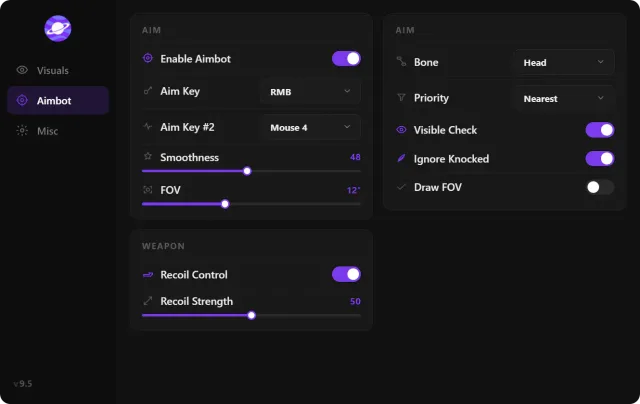 Visuals
Aimbot
Misc
v 9.5
AIM
Enable Aimbot
Aim Key RMB
Aim Key #2 Mouse 4
Smoothness 48
FOV 12°
WEAPON
Recoil Control
Recoil Strength 50
AIM
Bone Head
Priority Nearest
Visible Check
Ignore Knocked
Draw FOV